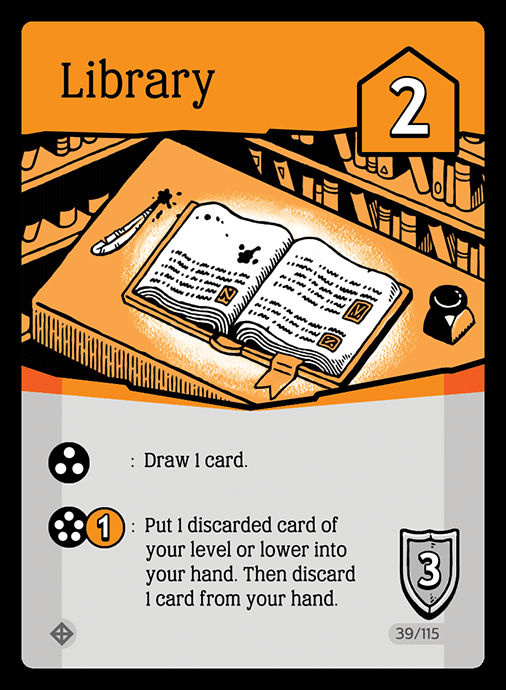 Library
2
: Draw 1 card.
1 : Put 1 discarded card of
your level or lower into
your hand. Then discard
1 card from your hand.
3
39/115